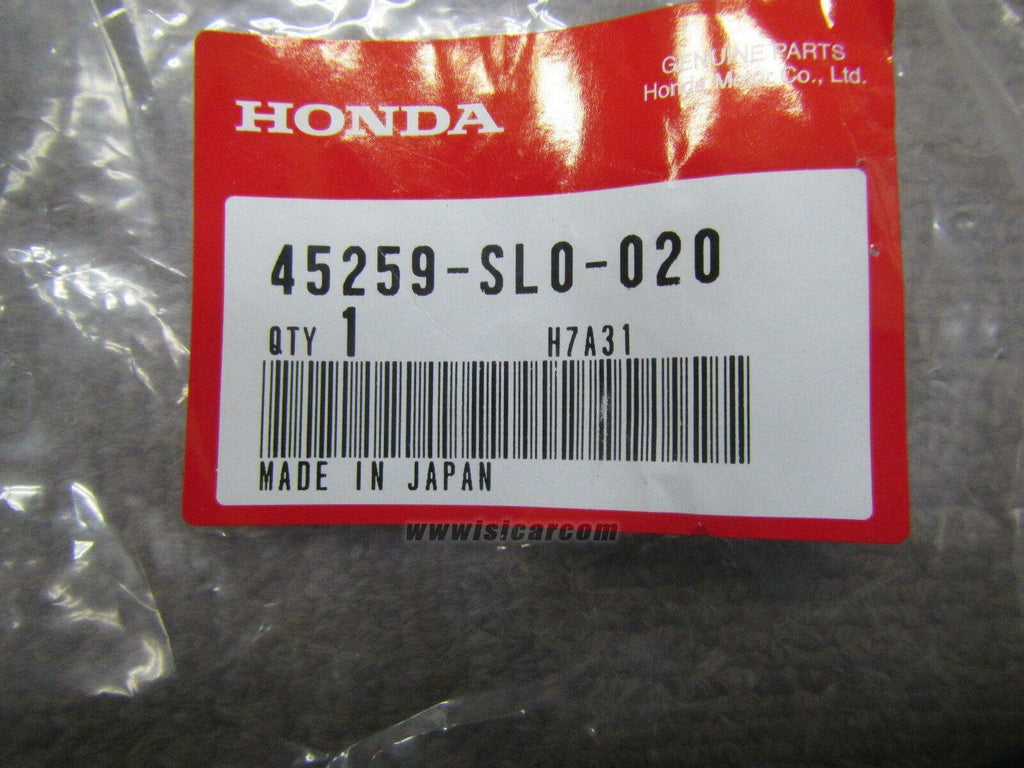 GENUINE PARTS
Honda Motor Co., Ltd.
HONDA
45259-SL0-020
QTY 1 H7A31
MADE IN JAPAN
wwwisicarcom